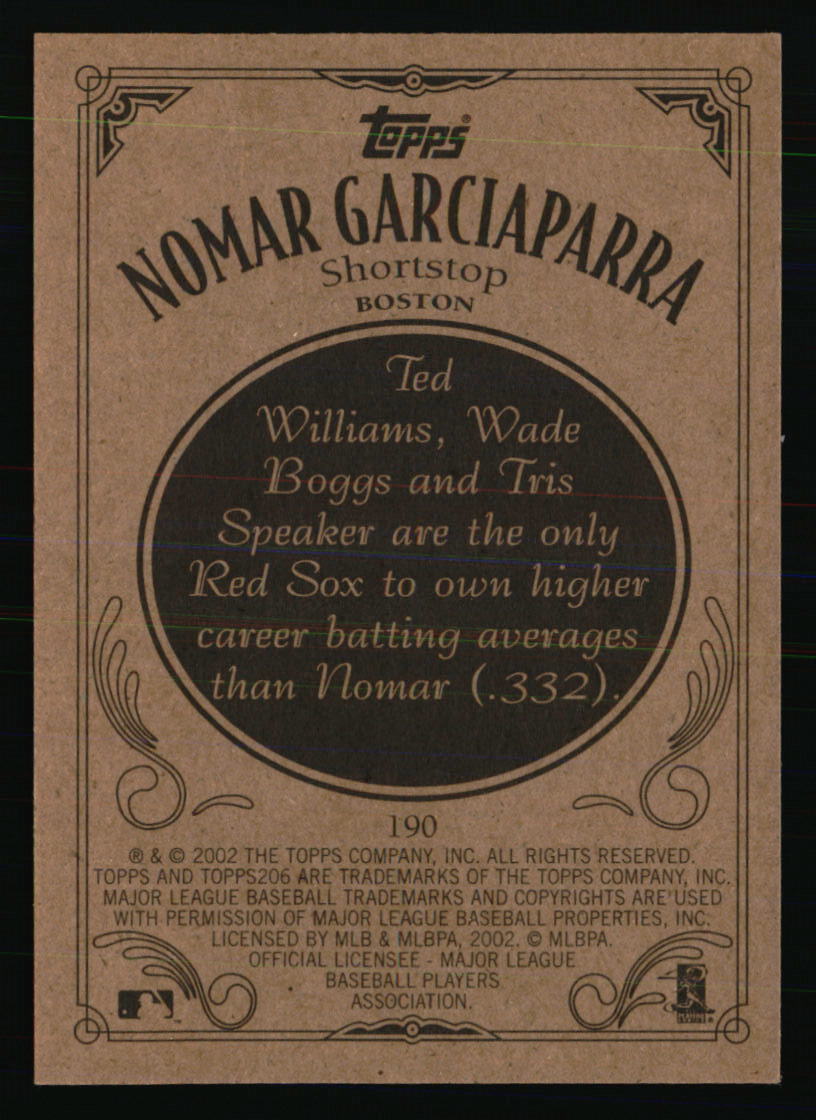 topps®
NOMAR GARCIAPARRA
Shortstop
BOSTON
Ted
Williams, Wade
Boggs and Tris
Speaker are the only
Red Sox to own higher
career batting averages
than Nomar (.332).
190
® & © 2002 THE TOPPS COMPANY, INC. ALL RIGHTS RESERVED.
TOPPS AND TOPPS206 ARE TRADEMARKS OF THE TOPPS COMPANY, INC.
MAJOR LEAGUE BASEBALL TRADEMARKS AND COPYRIGHTS ARE USED
WITH PERMISSION OF MAJOR LEAGUE BASEBALL PROPERTIES, INC.
LICENSED BY MLB & MLBPA, 2002. © MLBPA.
OFFICIAL LICENSEE - MAJOR LEAGUE
BASEBALL PLAYERS
ASSOCIATION.